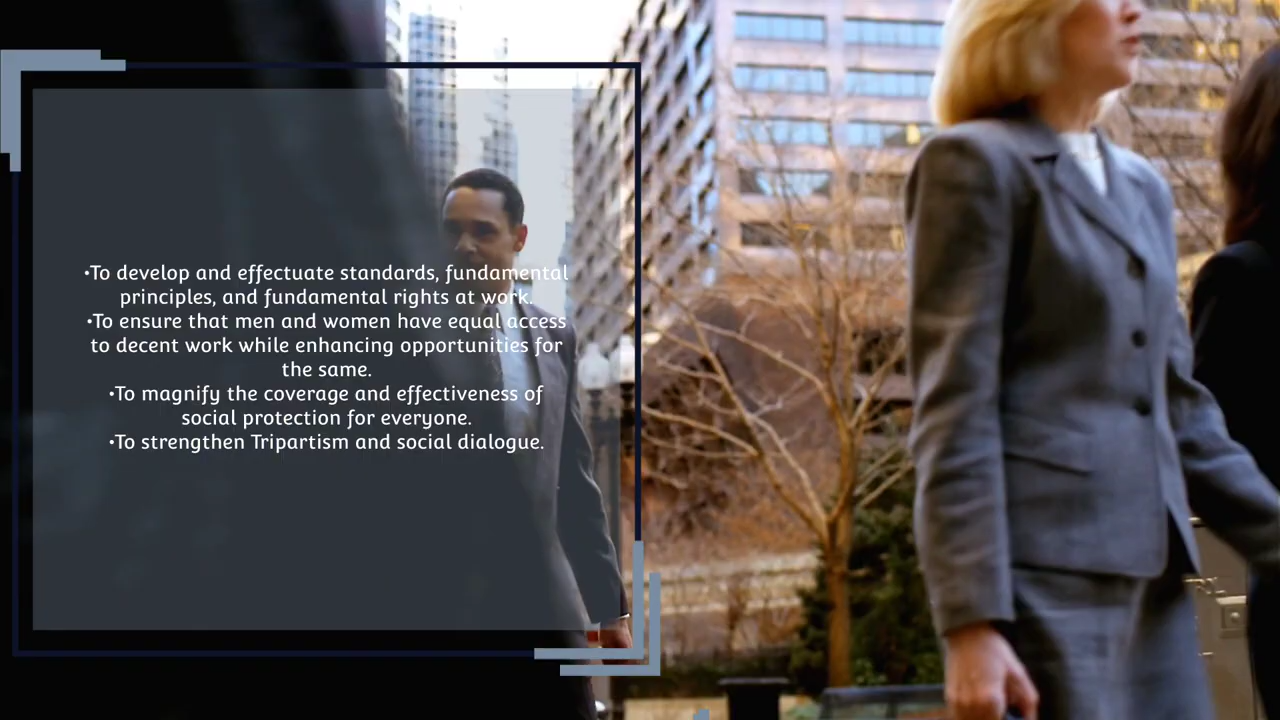 •To develop and effectuate standards, fundamental
principles, and fundamental rights at work.
•To ensure that men and women have equal access
to decent work while enhancing opportunities for
the same.
•To magnify the coverage and effectiveness of
social protection for everyone.
•To strengthen Tripartism and social dialogue.